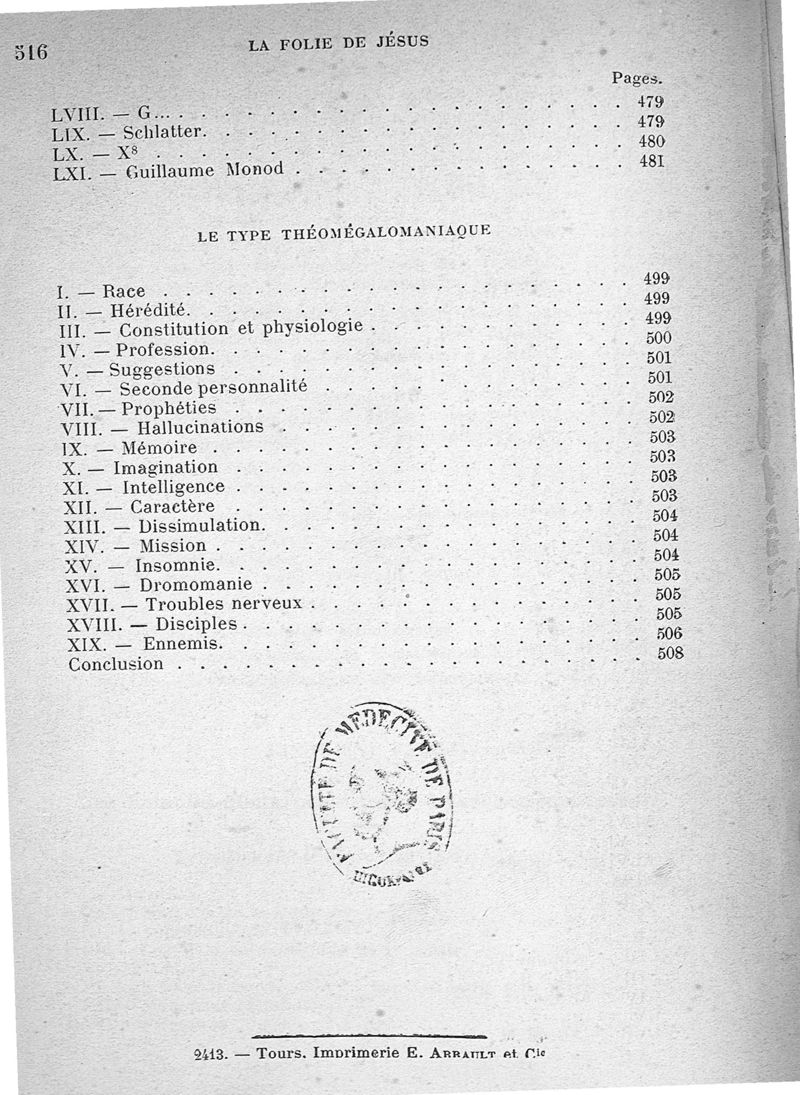 516 LA FOLIE DE JÉSUS
Pages.
LVIII. — G... . . . . . . . . . . . . . . . . . . . . 479
LIX. — Schlatter. . . . . . . . . . . . . . . . . . . 479
LX. — X⁸ . . . . . . . . . . . . . . . . . . . . . 480
LXI. — Guillaume Monod . . . . . . . . . . . . . . . 481
LE TYPE THÉOMÉGALOMANIAQUE
I. — Race . . . . . . . . . . . . . . . . . . . . . 499
II. — Hérédité. . . . . . . . . . . . . . . . . . . . 499
III. — Constitution et physiologie . . . . . . . . . . . . 499
IV. — Profession. . . . . . . . . . . . . . . . . . . 500
V. — Suggestions . . . . . . . . . . . . . . . . . . 501
VI. — Seconde personnalité . . . . . . . . . . . . . . 501
VII. — Prophéties . . . . . . . . . . . . . . . . . . 502
VIII. — Hallucinations . . . . . . . . . . . . . . . . 502
IX. — Mémoire . . . . . . . . . . . . . . . . . . . 503
X. — Imagination . . . . . . . . . . . . . . . . . . 503
XI. — Intelligence . . . . . . . . . . . . . . . . . . 503
XII. — Caractère . . . . . . . . . . . . . . . . . . 503
XIII. — Dissimulation. . . . . . . . . . . . . . . . . 504
XIV. — Mission . . . . . . . . . . . . . . . . . . . 504
XV. — Insomnie. . . . . . . . . . . . . . . . . . . 504
XVI. — Dromomanie . . . . . . . . . . . . . . . . . 505
XVII. — Troubles nerveux . . . . . . . . . . . . . . . 505
XVIII. — Disciples . . . . . . . . . . . . . . . . . . 505
XIX. — Ennemis. . . . . . . . . . . . . . . . . . . 506
Conclusion . . . . . . . . . . . . . . . . . . . . . 508
DE MEDECINE DE PARIS
2413. — Tours. Imprimerie E. ARRAULT et Cie